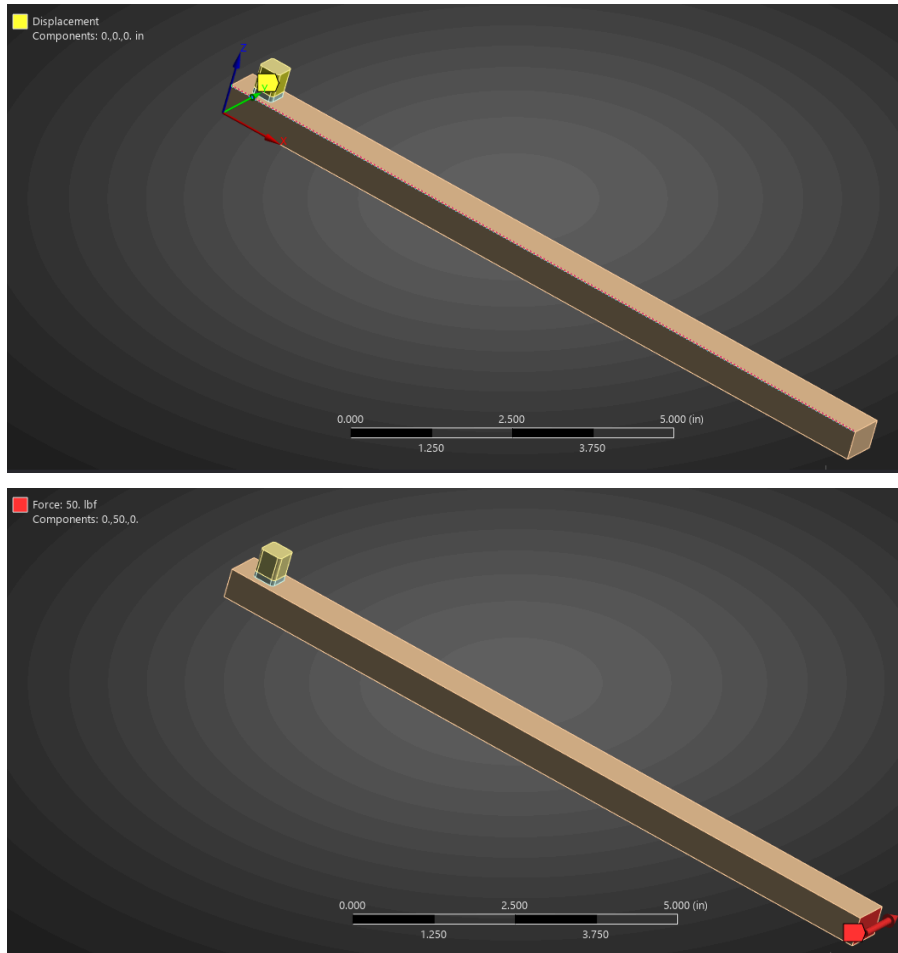 Displacement
Components: 0.,0.,0. in
Z
Y
X
0.000 2.500 5.000 (in)
1.250 3.750
Force: 50. lbf
Components: 0.,50.,0.
0.000 2.500 5.000 (in)
1.250 3.750